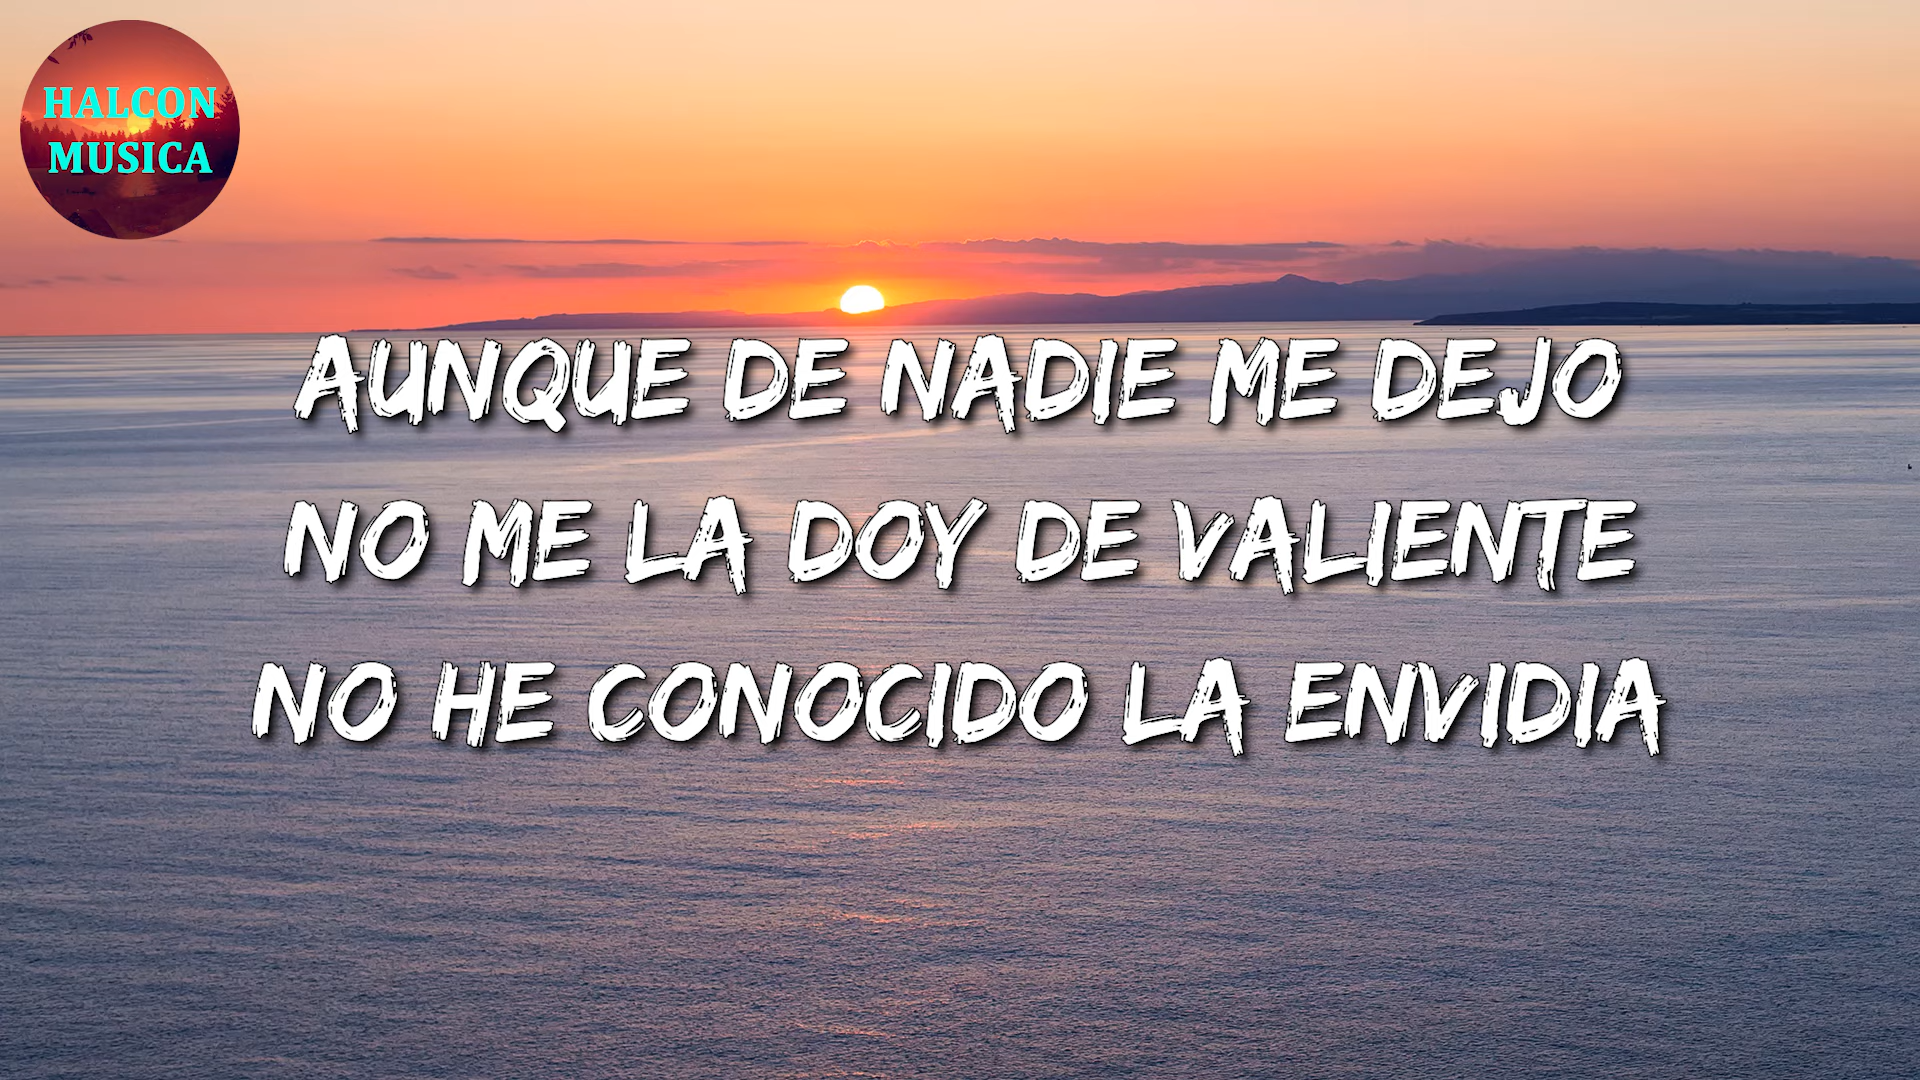 HALCON
MUSICA
AUNQUE DE NADIE ME DEJO
NO ME LA DOY DE VALIENTE
NO HE CONOCIDO LA ENVIDIA